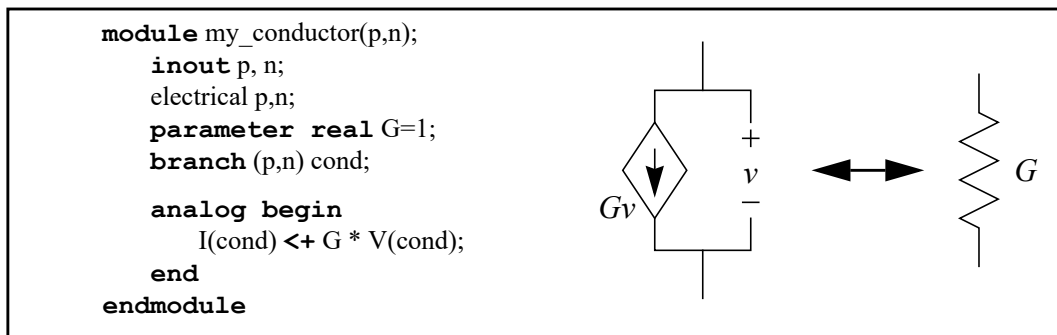 module my_conductor(p,n);
inout p, n;
electrical p,n;
parameter real G=1;
branch (p,n) cond;
analog begin
I(cond) <+ G * V(cond);
end
endmodule
Gv
+
v
–
G